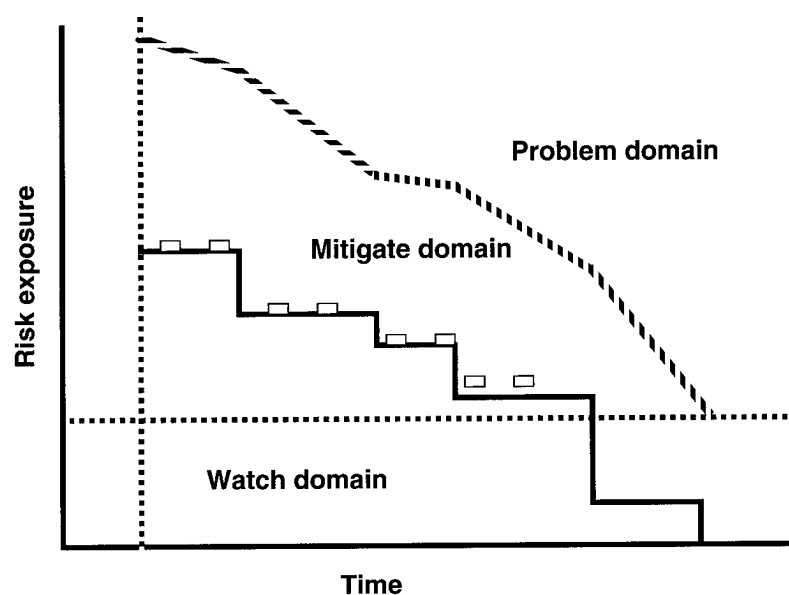 Problem domain
Mitigate domain
Risk exposure
Watch domain
Time